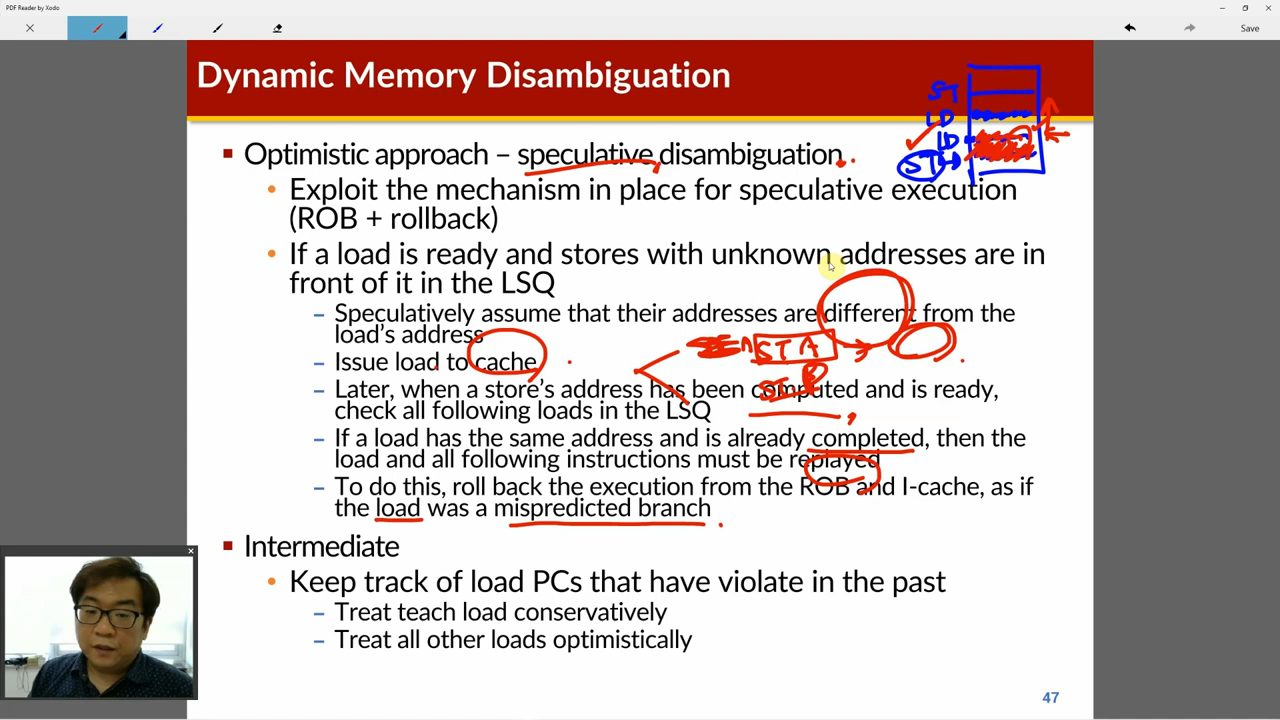 PDF Reader by Xodo
Save
Dynamic Memory Disambiguation
ST
LD
LD
ST
Optimistic approach – speculative disambiguation
Exploit the mechanism in place for speculative execution
(ROB + rollback)
If a load is ready and stores with unknown addresses are in
front of it in the LSQ
– Speculatively assume that their addresses are different from the
load's address
– Issue load to cache
STA
– Later, when a store's address has been computed and is ready,
check all following loads in the LSQ
– If a load has the same address and is already completed, then the
load and all following instructions must be replayed
– To do this, roll back the execution from the ROB and I-cache, as if
the load was a mispredicted branch
Intermediate
Keep track of load PCs that have violate in the past
– Treat teach load conservatively
– Treat all other loads optimistically
47